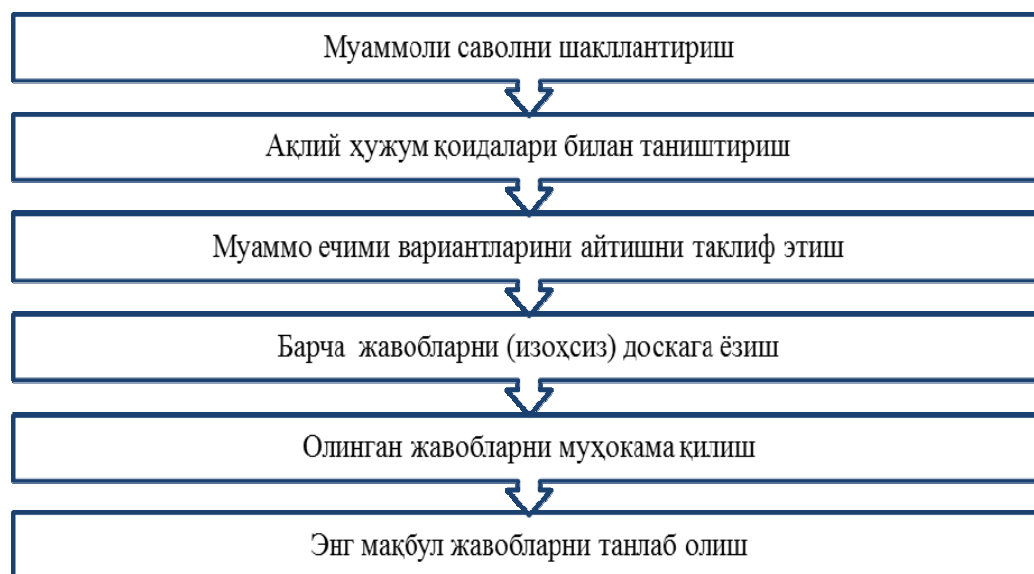 Муаммоли саволни шакллантириш
Ақлий ҳужум қоидалари билан таништириш
Муаммо ечими вариантларини айтишни таклиф этиш
Барча жавобларни (изоҳсиз) доскага ёзиш
Олинган жавобларни муҳокама қилиш
Энг мақбул жавобларни танлаб олиш